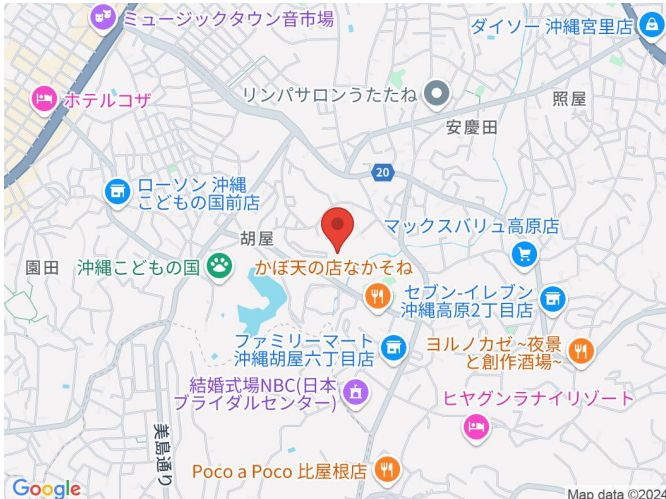 ミュージックタウン音市場
ダイソー 沖縄宮里店
ホテルコザ
リンパサロンうたたね
照屋
安慶田
20
ローソン 沖縄
こどもの国前店
マックスバリュ高原店
胡屋
園田
沖縄こどもの国
かぼ天の店なかそね
セブン-イレブン
沖縄高原2丁目店
ファミリーマート
沖縄胡屋六丁目店
ヨルノカゼ ~夜景
と創作酒場~
結婚式場NBC(日本
ブライダルセンター)
ヒヤグンラナイリゾート
美島通り
Poco a Poco 比屋根店
Google
Map data ©2024